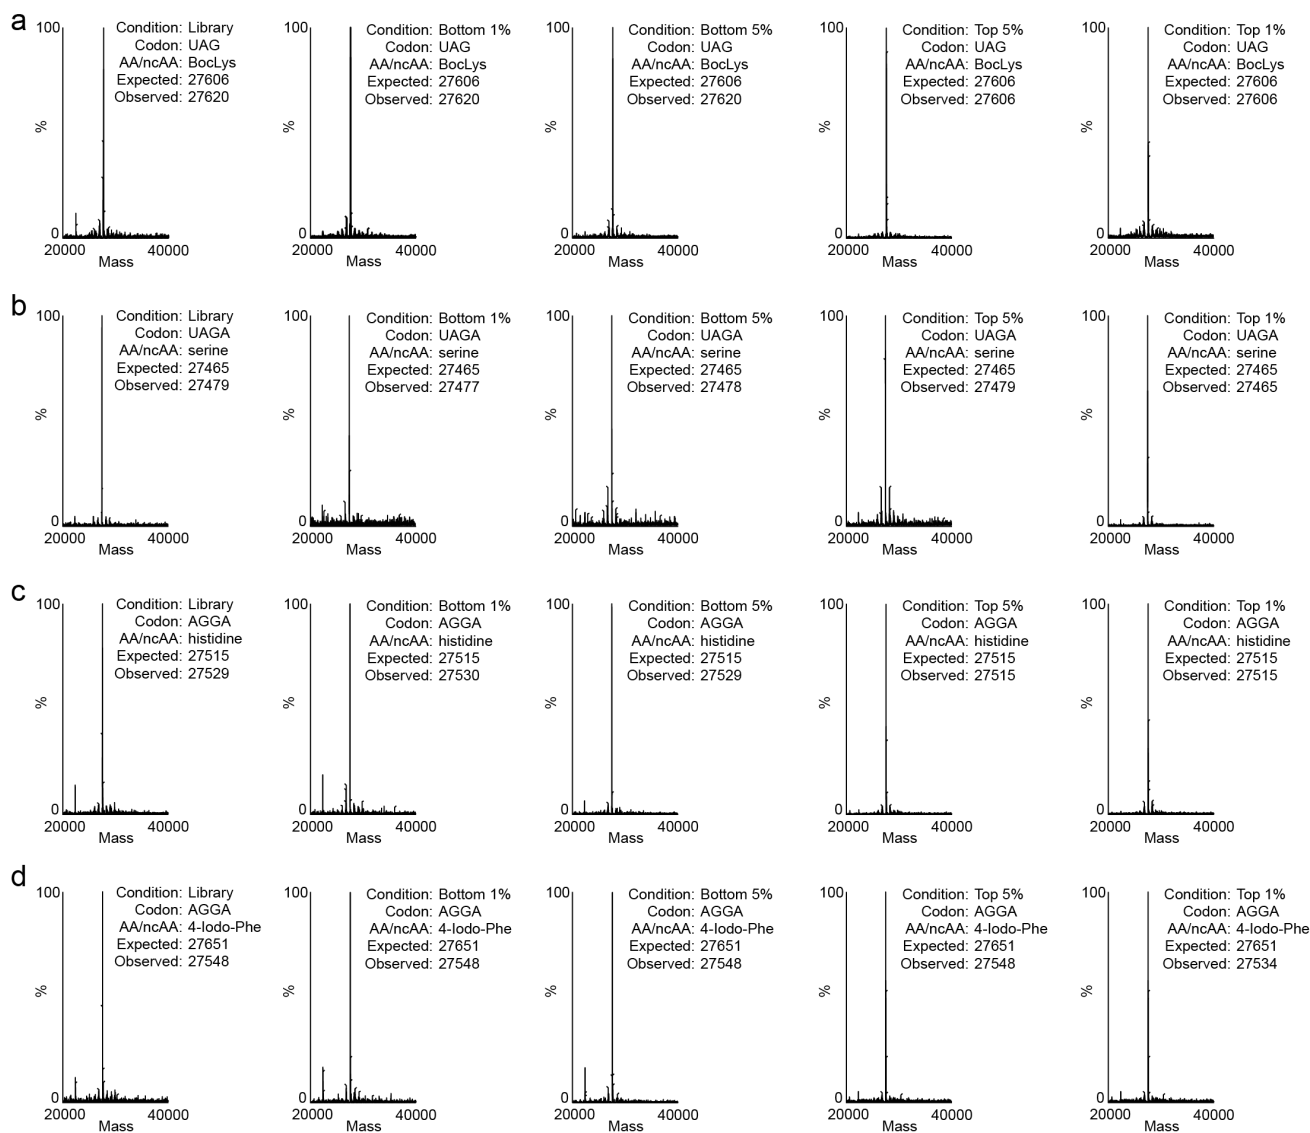 a
100
%
0
20000
40000
Mass
Condition: Library
Codon: UAG
AA/ncAA: BocLys
Expected: 27606
Observed: 27620
100
%
0
20000
40000
Mass
Condition: Bottom 1%
Codon: UAG
AA/ncAA: BocLys
Expected: 27606
Observed: 27620
100
%
0
20000
40000
Mass
Condition: Bottom 5%
Codon: UAG
AA/ncAA: BocLys
Expected: 27606
Observed: 27620
100
%
0
20000
40000
Mass
Condition: Top 5%
Codon: UAG
AA/ncAA: BocLys
Expected: 27606
Observed: 27606
100
%
0
20000
40000
Mass
Condition: Top 1%
Codon: UAG
AA/ncAA: BocLys
Expected: 27606
Observed: 27606
b
100
%
0
20000
40000
Mass
Condition: Library
Codon: UAGA
AA/ncAA: serine
Expected: 27465
Observed: 27479
100
%
0
20000
40000
Mass
Condition: Bottom 1%
Codon: UAGA
AA/ncAA: serine
Expected: 27465
Observed: 27477
100
%
0
20000
40000
Mass
Condition: Bottom 5%
Codon: UAGA
AA/ncAA: serine
Expected: 27465
Observed: 27478
100
%
0
20000
40000
Mass
Condition: Top 5%
Codon: UAGA
AA/ncAA: serine
Expected: 27465
Observed: 27479
100
%
0
20000
40000
Mass
Condition: Top 1%
Codon: UAGA
AA/ncAA: serine
Expected: 27465
Observed: 27465
c
100
%
0
20000
40000
Mass
Condition: Library
Codon: AGGA
AA/ncAA: histidine
Expected: 27515
Observed: 27529
100
%
0
20000
40000
Mass
Condition: Bottom 1%
Codon: AGGA
AA/ncAA: histidine
Expected: 27515
Observed: 27530
100
%
0
20000
40000
Mass
Condition: Bottom 5%
Codon: AGGA
AA/ncAA: histidine
Expected: 27515
Observed: 27529
100
%
0
20000
40000
Mass
Condition: Top 5%
Codon: AGGA
AA/ncAA: histidine
Expected: 27515
Observed: 27515
100
%
0
20000
40000
Mass
Condition: Top 1%
Codon: AGGA
AA/ncAA: histidine
Expected: 27515
Observed: 27515
d
100
%
0
20000
40000
Mass
Condition: Library
Codon: AGGA
AA/ncAA: 4-Iodo-Phe
Expected: 27651
Observed: 27548
100
%
0
20000
40000
Mass
Condition: Bottom 1%
Codon: AGGA
AA/ncAA: 4-Iodo-Phe
Expected: 27651
Observed: 27548
100
%
0
20000
40000
Mass
Condition: Bottom 5%
Codon: AGGA
AA/ncAA: 4-Iodo-Phe
Expected: 27651
Observed: 27548
100
%
0
20000
40000
Mass
Condition: Top 5%
Codon: AGGA
AA/ncAA: 4-Iodo-Phe
Expected: 27651
Observed: 27548
100
%
0
20000
40000
Mass
Condition: Top 1%
Codon: AGGA
AA/ncAA: 4-Iodo-Phe
Expected: 27651
Observed: 27534